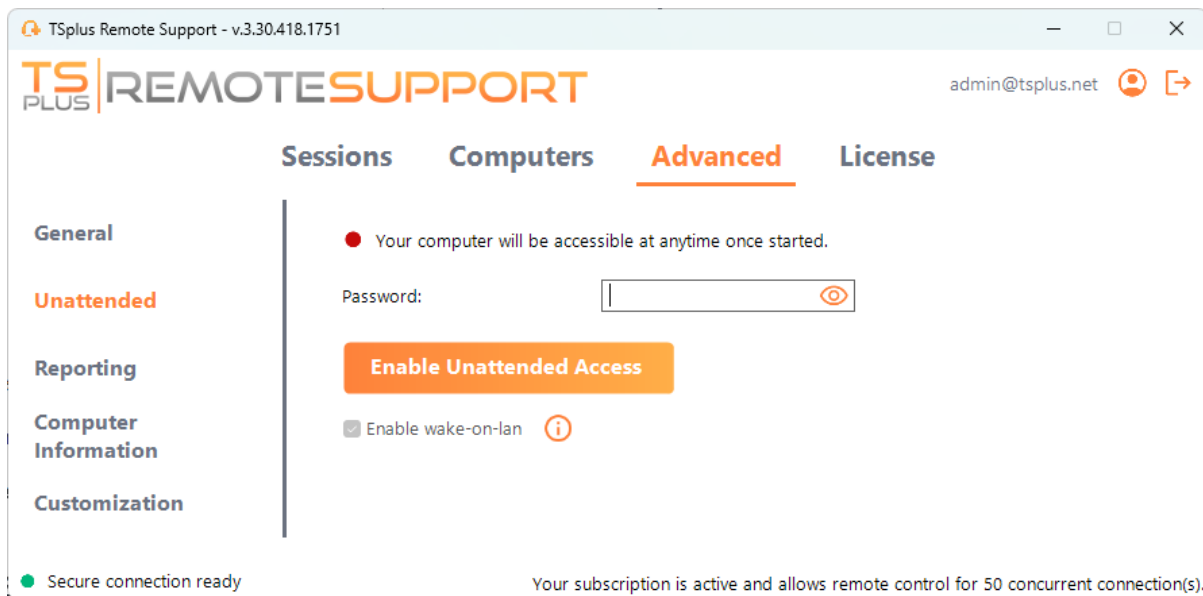 TSplus Remote Support - v.3.30.418.1751
TS PLUS REMOTESUPPORT
admin@tsplus.net
Sessions Computers Advanced License
General
Unattended
Reporting
Computer
Information
Customization
Your computer will be accessible at anytime once started.
Password:
Enable Unattended Access
Enable wake-on-lan
Secure connection ready
Your subscription is active and allows remote control for 50 concurrent connection(s).